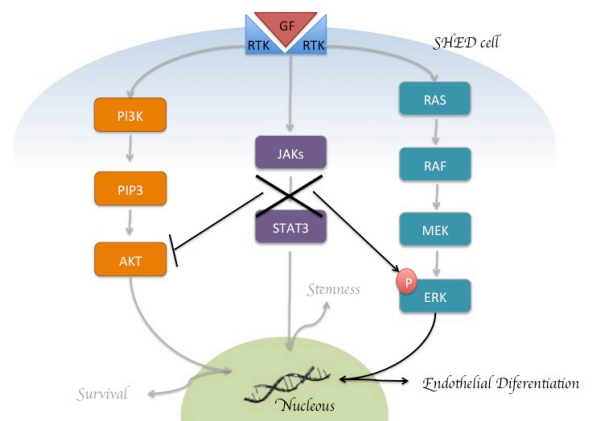 GF
RTK RTK
SHED cell
PI3K
RAS
JAKs
RAF
PIP3
STAT3
MEK
AKT
P
ERK
Stemness
Survival
Nucleous
Endothelial Diferentiation